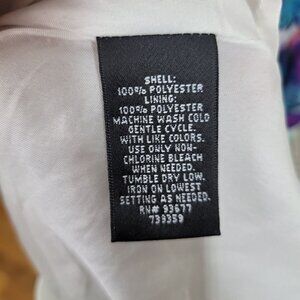 SHELL:
100% POLYESTER
LINING:
100% POLYESTER
MACHINE WASH COLD
GENTLE CYCLE.
WITH LIKE COLORS.
USE ONLY NON-
CHLORINE BLEACH
WHEN NEEDED.
TUMBLE DRY LOW.
IRON ON LOWEST
SETTING AS NEEDED.
RN# 93677
739359